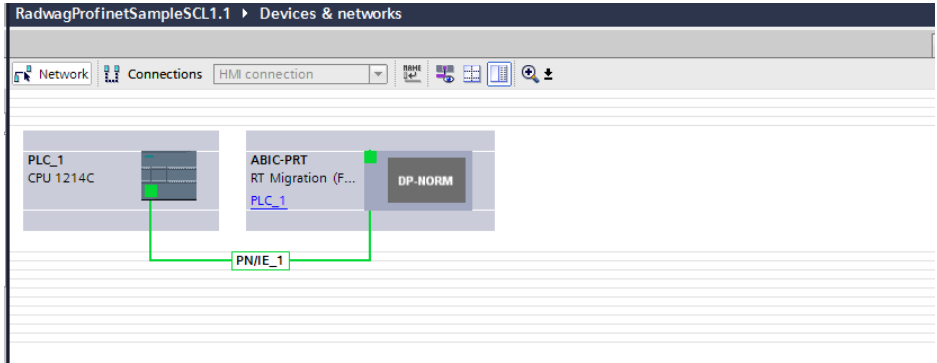 RadwagProfinetSampleSCL1.1 ▸ Devices & networks
Network Connections HMI connection
PLC_1
CPU 1214C
ABIC-PRT
RT Migration (F...
PLC_1
DP-NORM
PN/IE_1